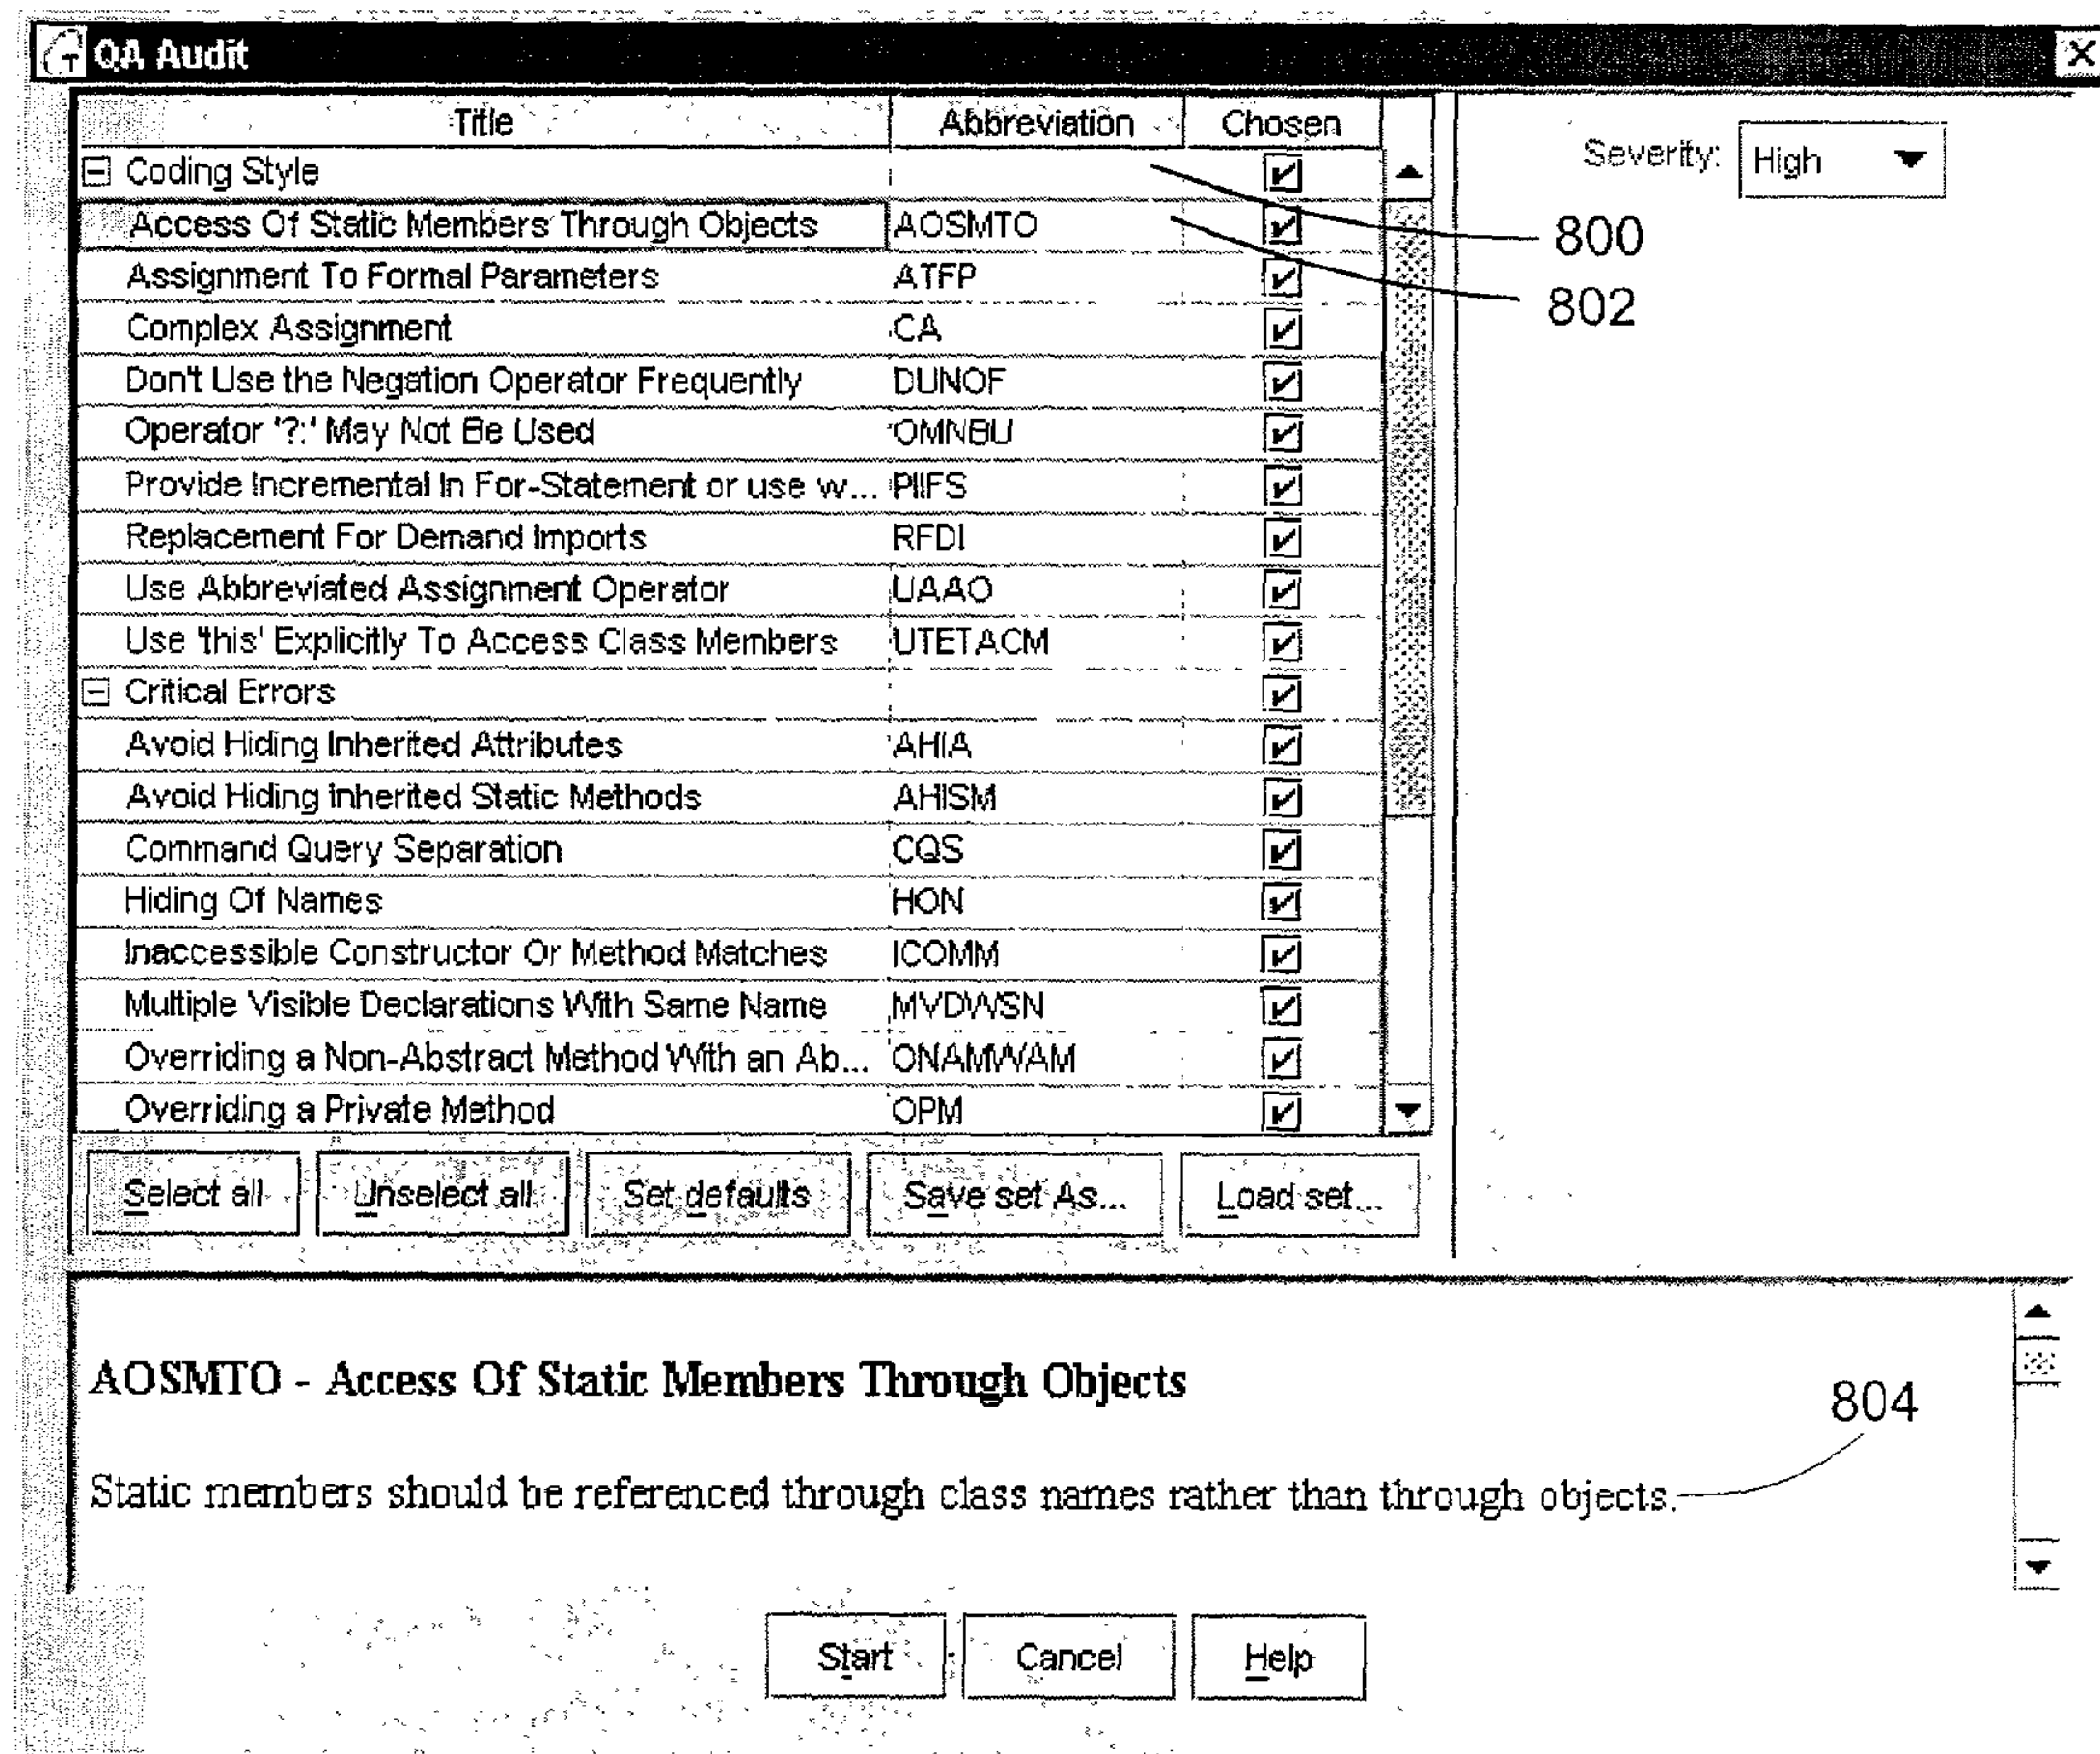 QA Audit
Title Abbreviation Chosen
Severity: High
Coding Style
800
Access Of Static Members Through Objects AOSMTO
802
Assignment To Formal Parameters ATFP
Complex Assignment CA
Don't Use the Negation Operator Frequently DUNOF
Operator '?:' May Not Be Used OMNBU
Provide Incremental In For-Statement or use w... PIIFS
Replacement For Demand Imports RFDI
Use Abbreviated Assignment Operator UAAO
Use 'this' Explicitly To Access Class Members UTETACM
Critical Errors
Avoid Hiding Inherited Attributes AHIA
Avoid Hiding Inherited Static Methods AHISM
Command Query Separation CQS
Hiding Of Names HON
Inaccessible Constructor Or Method Matches ICOMM
Multiple Visible Declarations With Same Name MVDWSN
Overriding a Non-Abstract Method With an Ab... ONAMWAM
Overriding a Private Method OPM
Select all Unselect all Set defaults Save set As... Load set...
AOSMTO - Access Of Static Members Through Objects
804
Static members should be referenced through class names rather than through objects.
Start Cancel Help